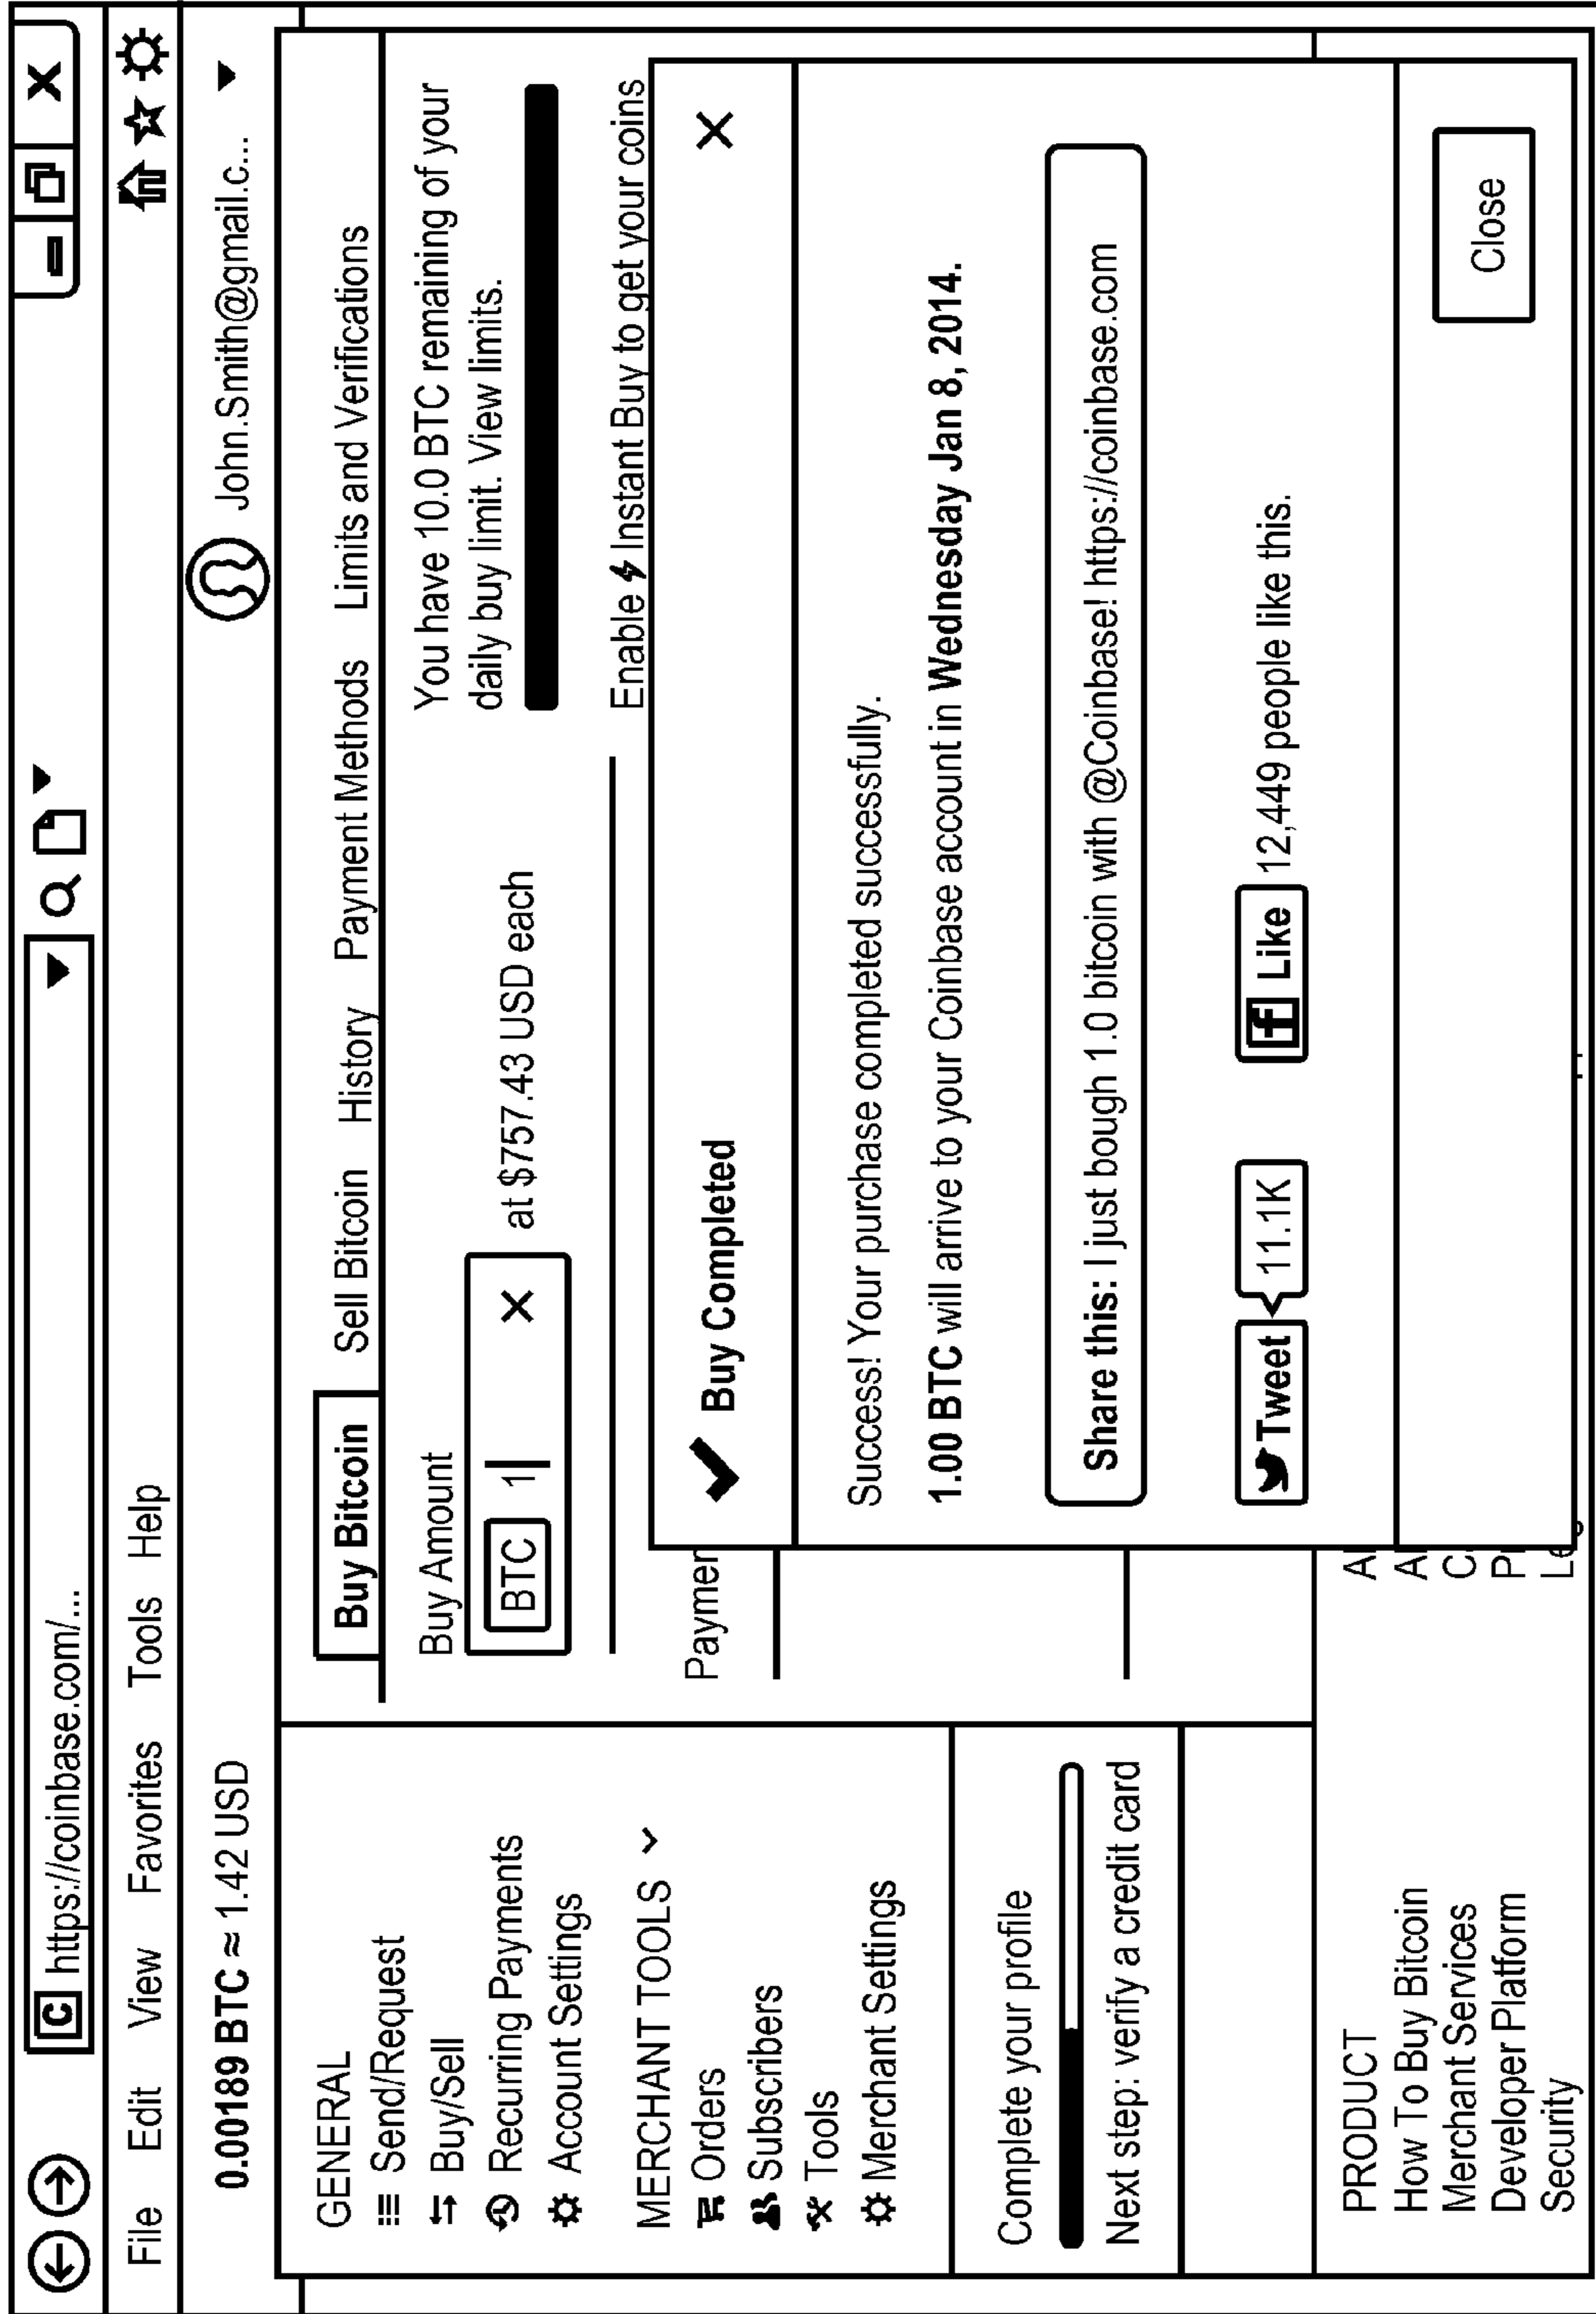 C https://coinbase.com/...
File Edit View Favorites Tools Help
0.00189 BTC ≈ 1.42 USD
John.Smith@gmail.c...
GENERAL
Send/Request
Buy/Sell
Recurring Payments
Account Settings
MERCHANT TOOLS
Orders
Subscribers
Tools
Merchant Settings
Complete your profile
Next step: verify a credit card
Buy Bitcoin Sell Bitcoin History Payment Methods Limits and Verifications
Buy Amount
BTC 1 at $757.43 USD each
You have 10.0 BTC remaining of your
daily buy limit. View limits.
Enable Instant Buy to get your coins
Buy Completed
Success! Your purchase completed successfully.
1.00 BTC will arrive to your Coinbase account in Wednesday Jan 8, 2014.
Share this: I just bough 1.0 bitcoin with @Coinbase! https://coinbase.com
Tweet 11.1K f Like 12,449 people like this.
Close
PRODUCT
How To Buy Bitcoin
Merchant Services
Developer Platform
Security